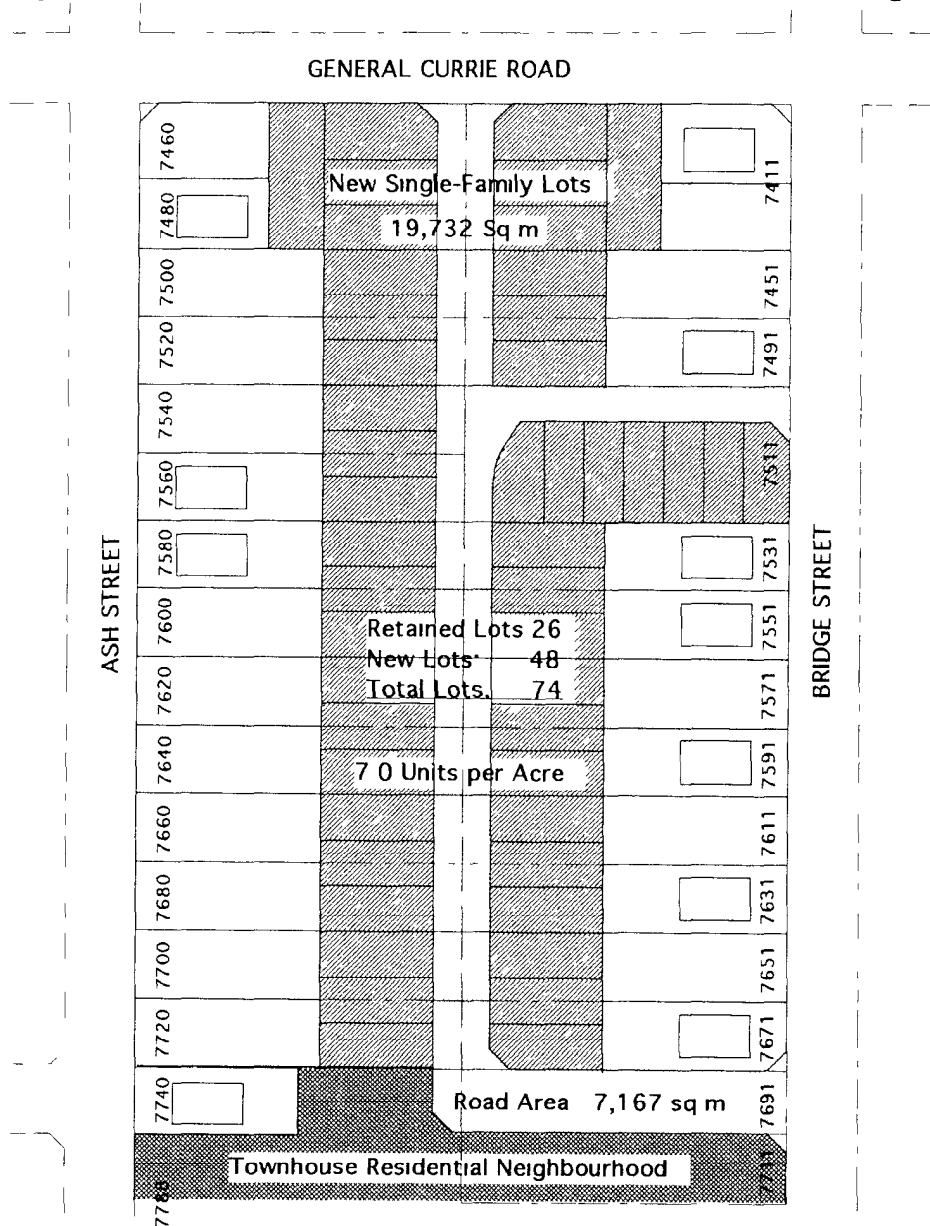 GENERAL CURRIE ROAD
7460
7480
7500
7520
7540
7560
7580
7600
7620
7640
7660
7680
7700
7720
7740
7788
ASH STREET
New Single-Family Lots
19,732 Sq m
Retained Lots 26
New Lots· 48
Total Lots. 74
7 0 Units per Acre
Road Area 7,167 sq m
Townhouse Residential Neighbourhood
7411
7451
7491
7511
7531
7551
7571
7591
7611
7631
7651
7671
7691
7711
BRIDGE STREET